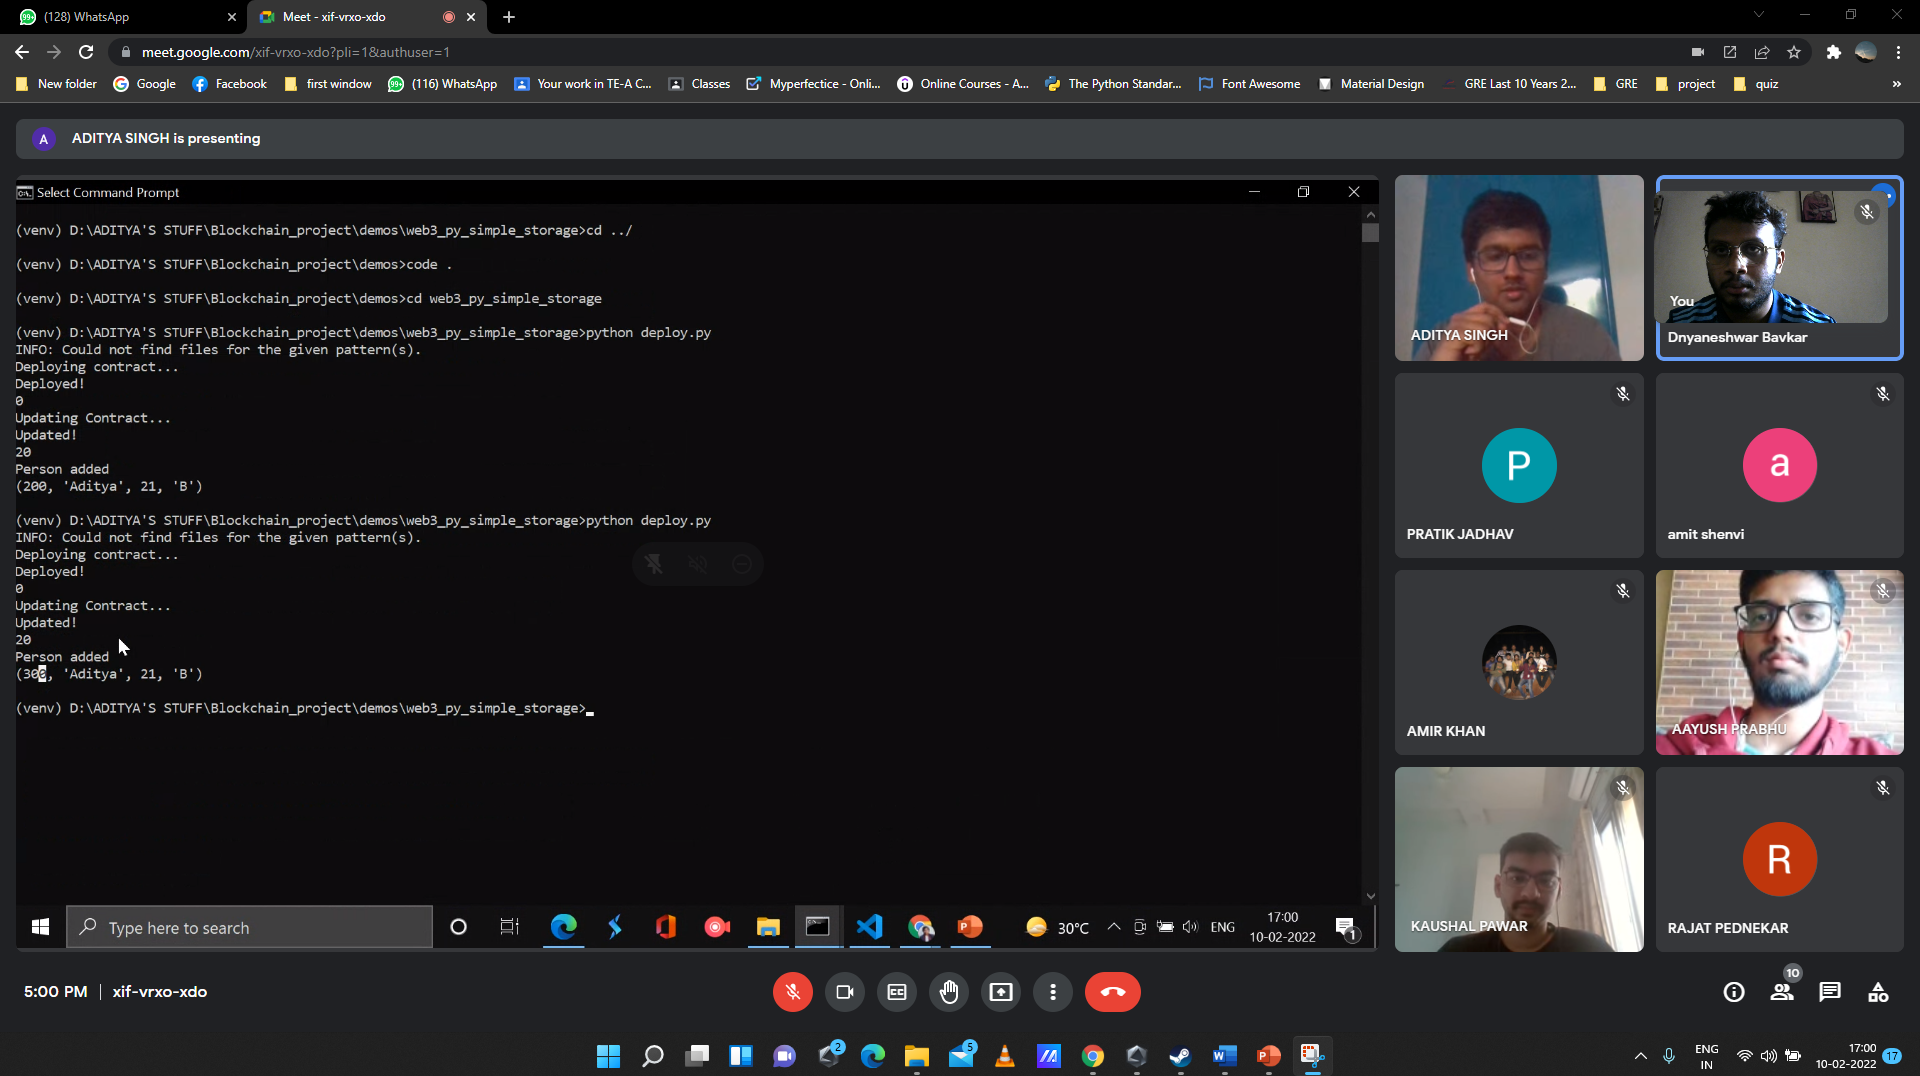 (128) WhatsApp
Meet - xif-vrxo-xdo
meet.google.com/xif-vrxo-xdo?pli=1&authuser=1
New folder
Google
Facebook
first window
(116) WhatsApp
Your work in TE-A C...
Classes
Myperfectice - Onli...
Online Courses - A...
The Python Standar...
Font Awesome
Material Design
GRE Last 10 Years 2...
GRE
project
quiz
»
A
ADITYA SINGH is presenting
Select Command Prompt
(venv) D:\ADITYA'S STUFF\Blockchain_project\demos\web3_py_simple_storage>cd ../
(venv) D:\ADITYA'S STUFF\Blockchain_project\demos>code .
(venv) D:\ADITYA'S STUFF\Blockchain_project\demos>cd web3_py_simple_storage
(venv) D:\ADITYA'S STUFF\Blockchain_project\demos\web3_py_simple_storage>python deploy.py
INFO: Could not find files for the given pattern(s).
Deploying contract...
Deployed!
0
Updating Contract...
Updated!
20
Person added
(200, 'Aditya', 21, 'B')
(venv) D:\ADITYA'S STUFF\Blockchain_project\demos\web3_py_simple_storage>python deploy.py
INFO: Could not find files for the given pattern(s).
Deploying contract...
Deployed!
0
Updating Contract...
Updated!
20
Person added
(300, 'Aditya', 21, 'B')
(venv) D:\ADITYA'S STUFF\Blockchain_project\demos\web3_py_simple_storage>
Type here to search
30°C
ENG
17:00
10-02-2022
1
ADITYA SINGH
You
Dnyaneshwar Bavkar
P
PRATIK JADHAV
a
amit shenvi
AMIR KHAN
AAYUSH PRABHU
KAUSHAL PAWAR
R
RAJAT PEDNEKAR
5:00 PM | xif-vrxo-xdo
10
2
5
ENG
IN
17:00
10-02-2022
17